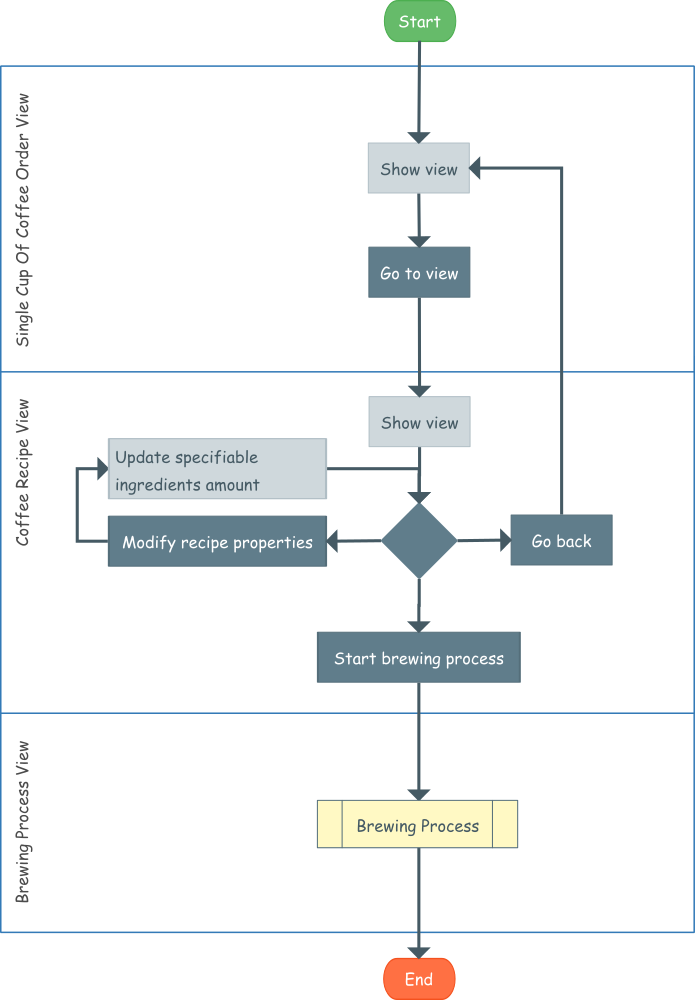 Start
Single Cup Of Coffee Order View
Show view
Go to view
Coffee Recipe View
Show view
Update specifiable
ingredients amount
Modify recipe properties
Go back
Start brewing process
Brewing Process View
Brewing Process
End